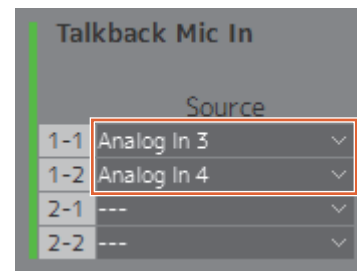 Talkback Mic In
Source
1-1 Analog In 3
1-2 Analog In 4
2-1 ---
2-2 ---